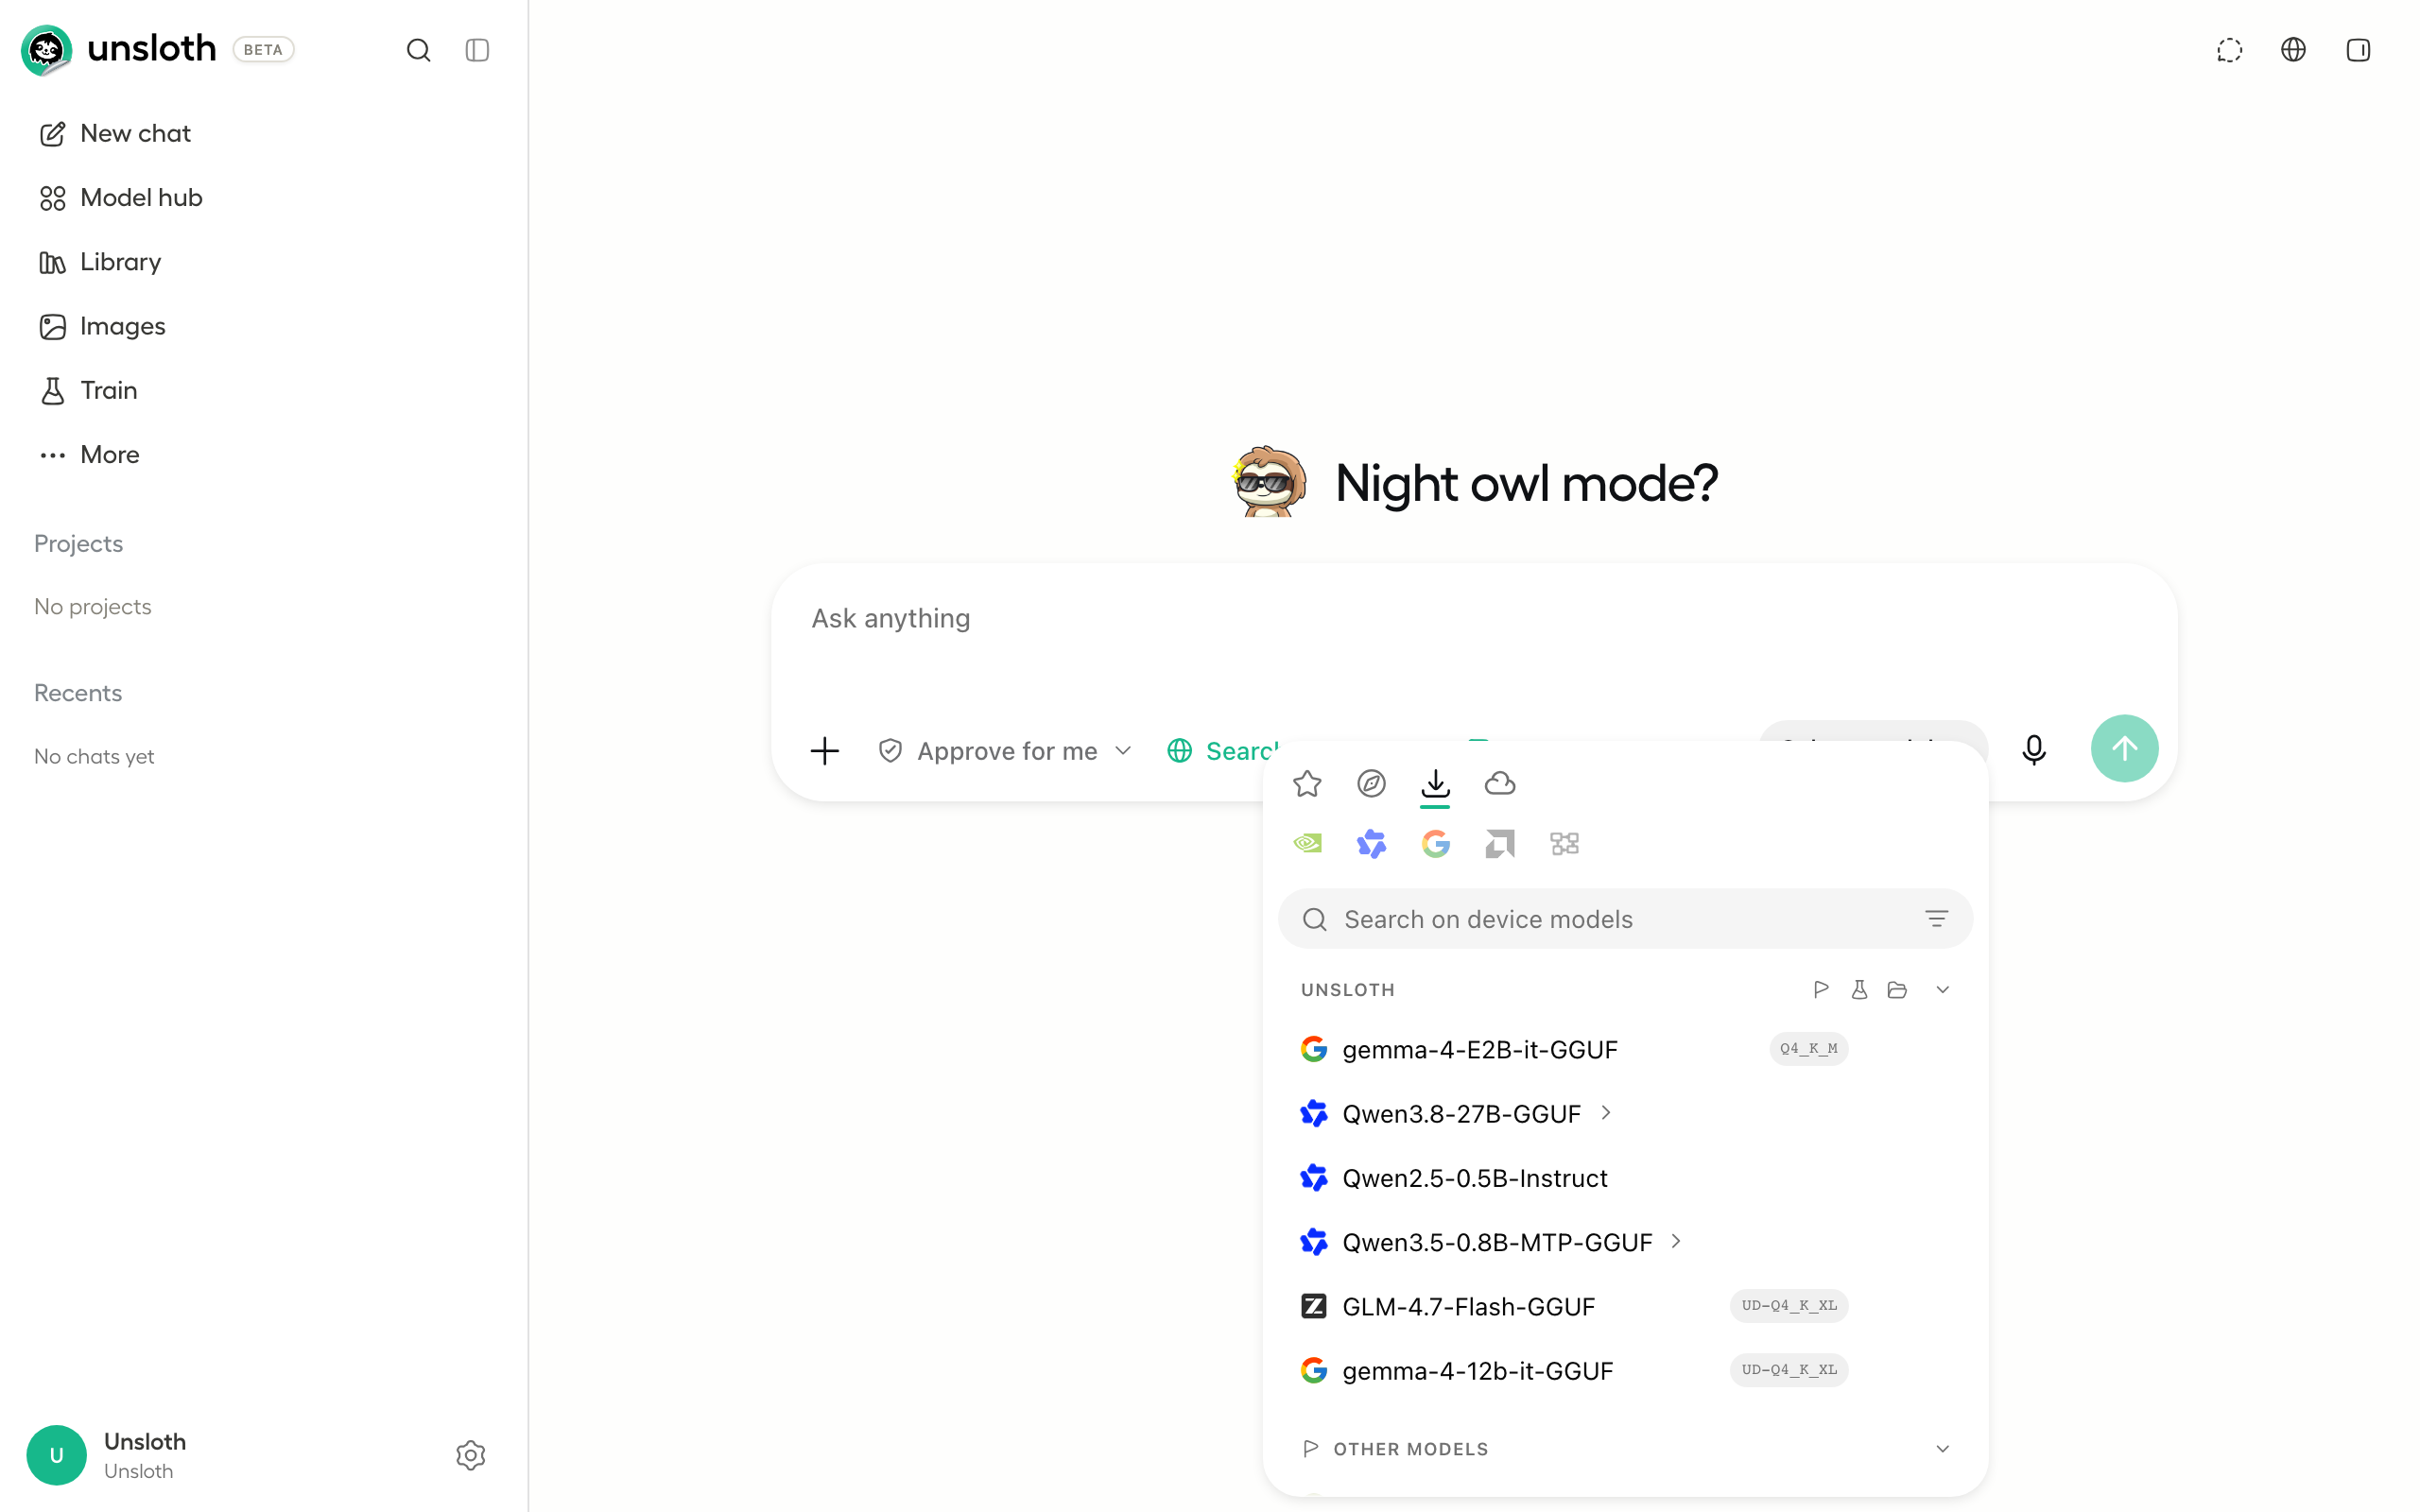 unsloth BETA
New chat
Model hub
Library
Images
Train
More
Projects
No projects
Recents
No chats yet
Unsloth
Unsloth
U
Night owl mode?
Ask anything
Approve for me
Search
UNSLOTH
Search on device models
gemma-4-E2B-it-GGUF Q4_K_M
Qwen3.8-27B-GGUF
Qwen2.5-0.5B-Instruct
Qwen3.5-0.8B-MTP-GGUF
GLM-4.7-Flash-GGUF UD-Q4_K_XL
gemma-4-12b-it-GGUF UD-Q4_K_XL
OTHER MODELS